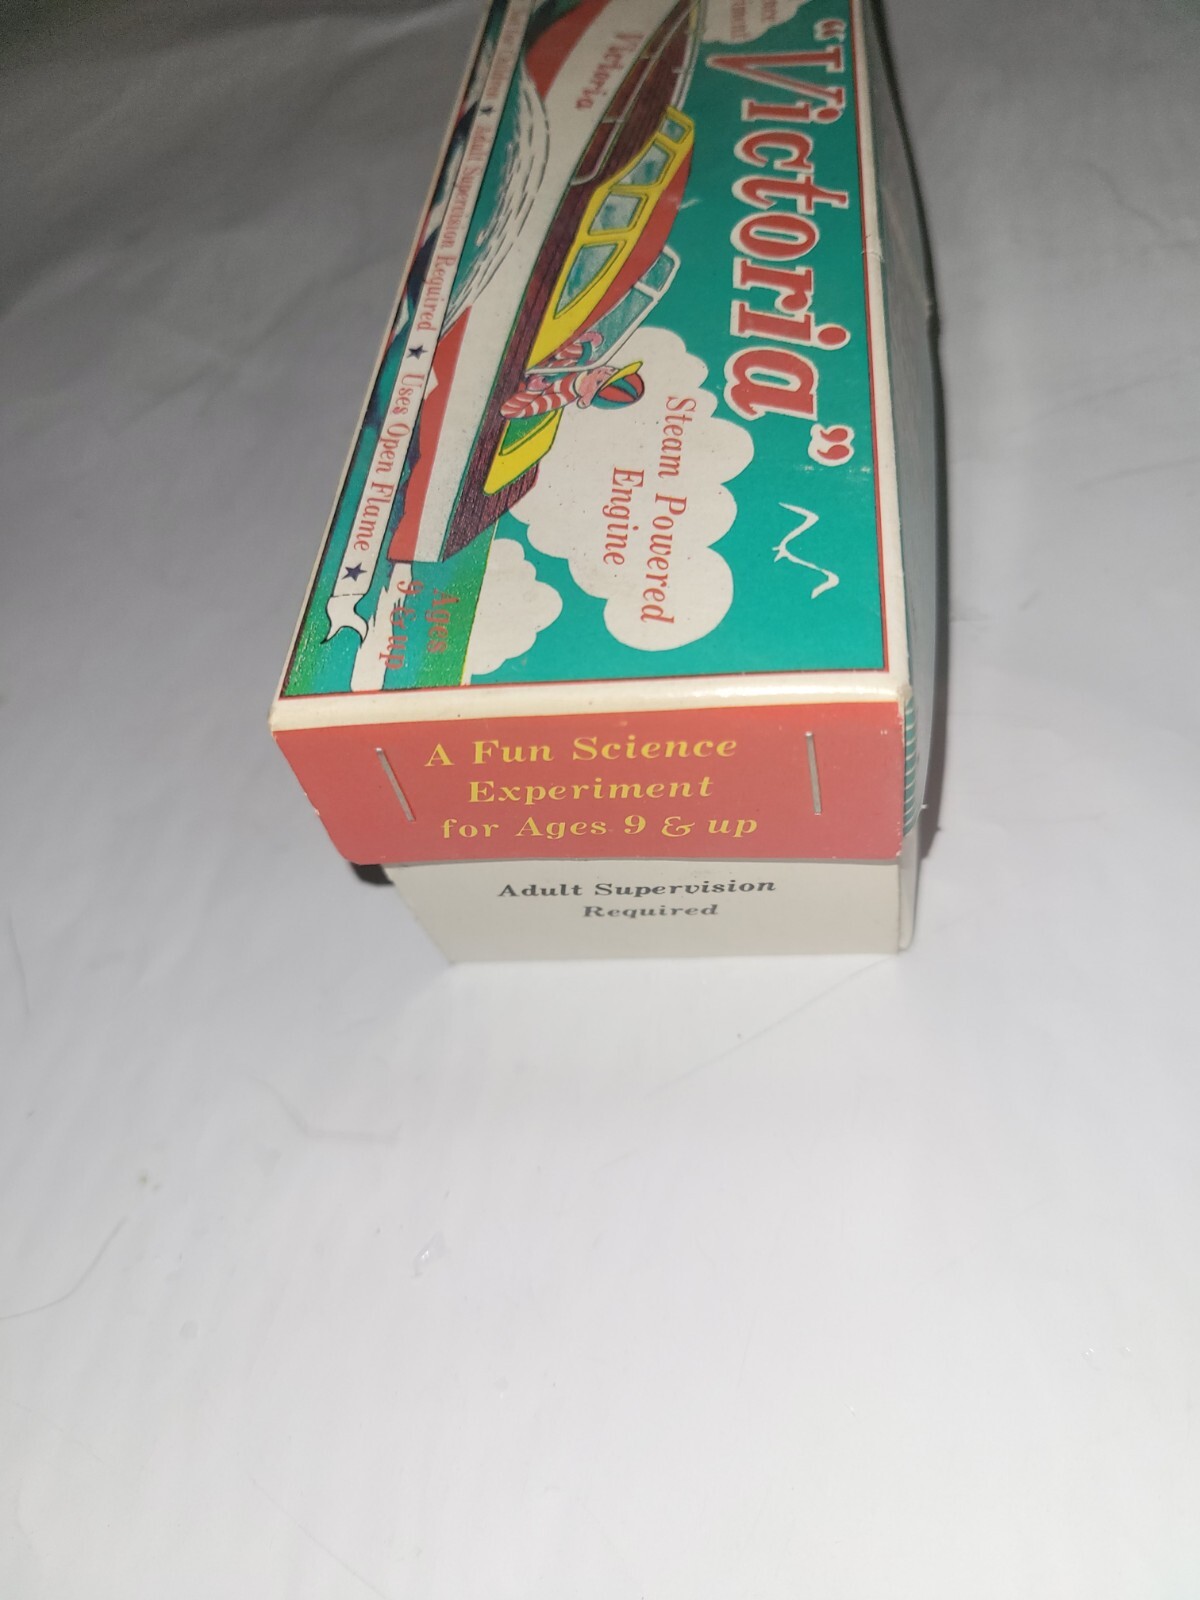 "Victoria"
Victoria
Steam Powered
Engine
Adult Supervision Required ★ Uses Open Flame ★
Ages
9 & up
A Fun Science
Experiment
for Ages 9 & up
Adult Supervision
Required